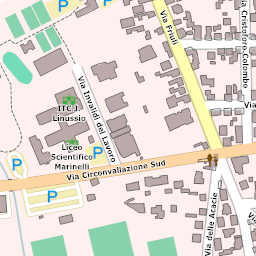 P
P
P
Via Friuli
Via Cristoforo Colombo
Via Invalidi del Lavoro
ITC J.
Linussio
Via
Liceo
Scientifico
Marinelli
P
P
P
Via Circonvallazione Sud
Via delle Acacie